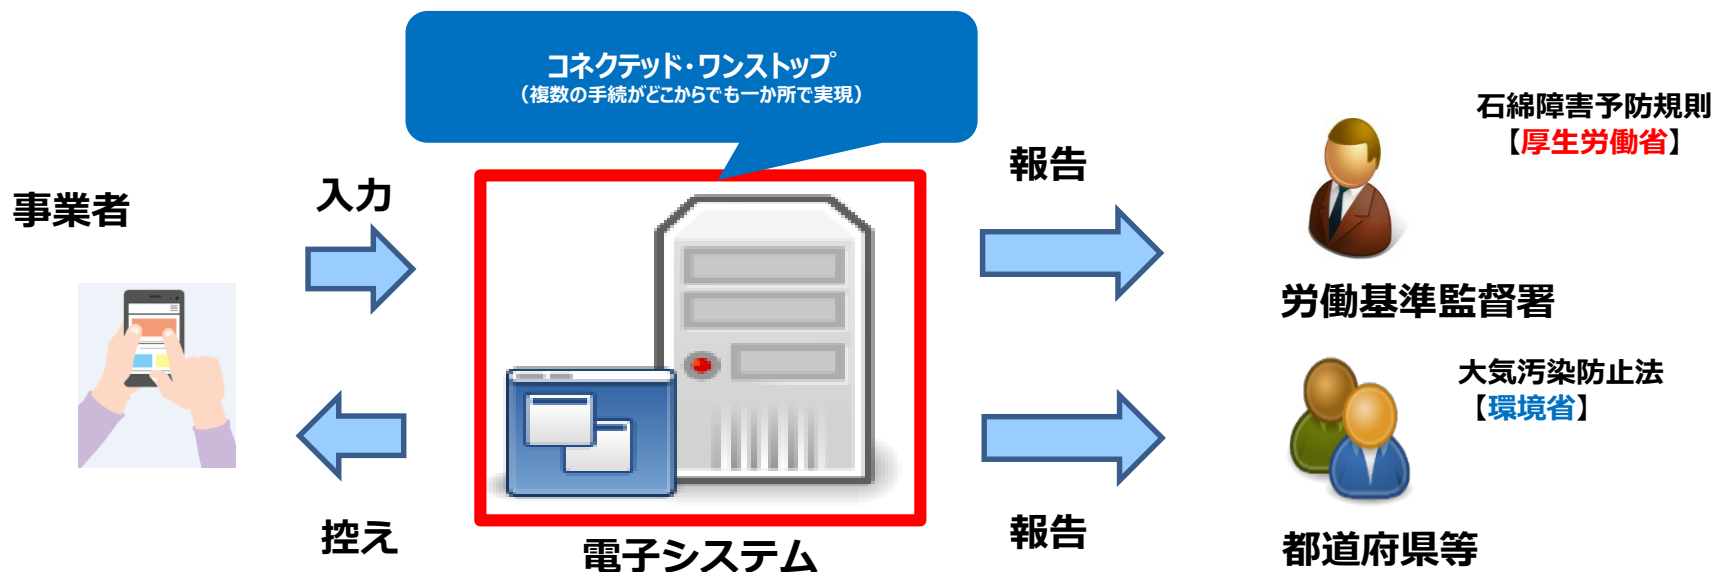 コネクテッド・ワンストップ
（複数の手続がどこからでも一か所で実現）
事業者
入力
控え
電子システム
報告
報告
石綿障害予防規則
【厚生労働省】
労働基準監督署
大気汚染防止法
【環境省】
都道府県等